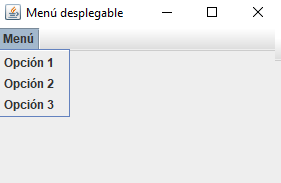 Menú desplegable
Menú
Opción 1
Opción 2
Opción 3